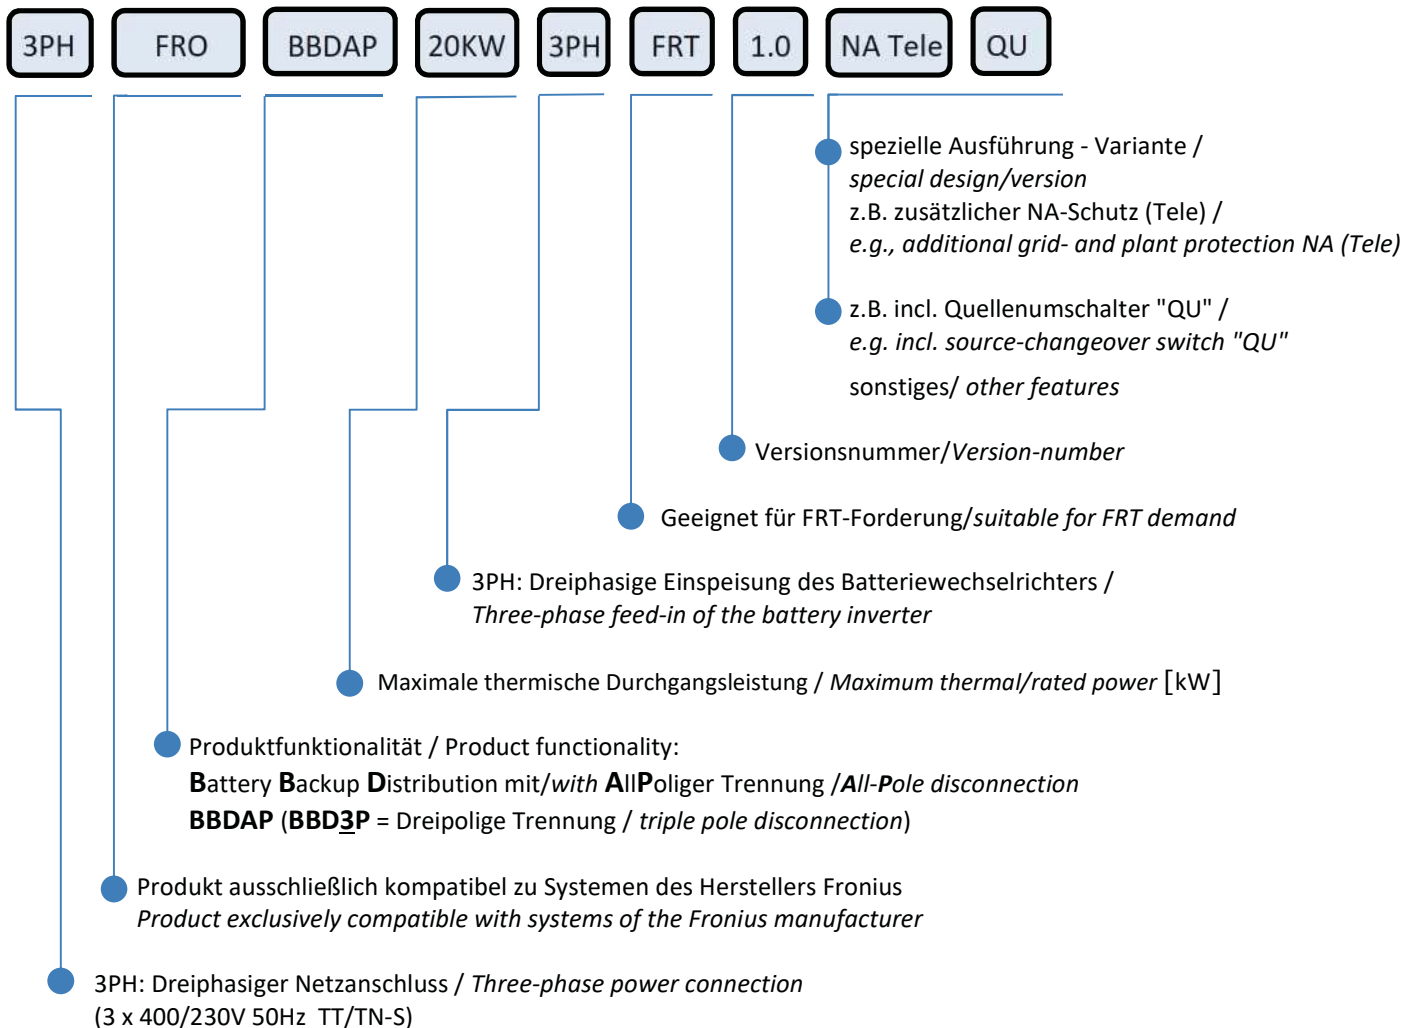 3PH FRO BBDAP 20KW 3PH FRT 1.0 NA Tele QU
spezielle Ausführung - Variante /
special design/version
z.B. zusätzlicher NA-Schutz (Tele) /
e.g., additional grid- and plant protection NA (Tele)
z.B. incl. Quellenumschalter "QU" /
e.g. incl. source-changeover switch "QU"
sonstiges/ other features
Versionsnummer/Version-number
Geeignet für FRT-Forderung/suitable for FRT demand
3PH: Dreiphasige Einspeisung des Batteriewechselrichters /
Three-phase feed-in of the battery inverter
Maximale thermische Durchgangsleistung / Maximum thermal/rated power [kW]
Produktfunktionalität / Product functionality:
Battery Backup Distribution mit/with AllPoliger Trennung /All-Pole disconnection
BBDAP (BBD3P = Dreipolige Trennung / triple pole disconnection)
Produkt ausschließlich kompatibel zu Systemen des Herstellers Fronius
Product exclusively compatible with systems of the Fronius manufacturer
3PH: Dreiphasiger Netzanschluss / Three-phase power connection
(3 x 400/230V 50Hz TT/TN-S)